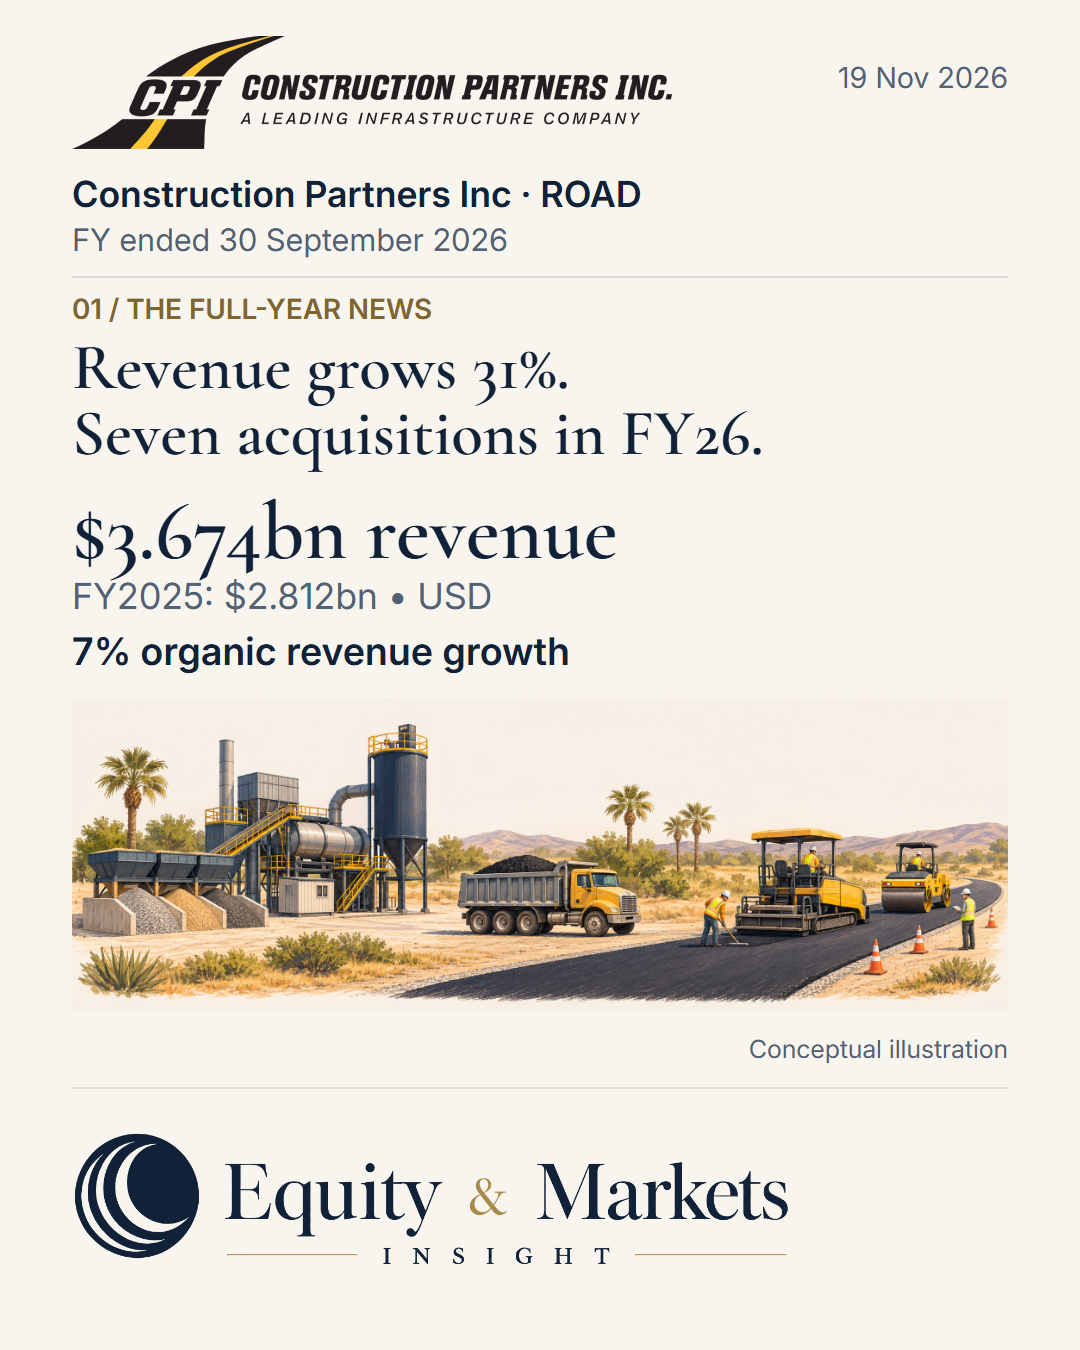 CPI
CONSTRUCTION PARTNERS INC.
A LEADING INFRASTRUCTURE COMPANY
19 Nov 2026
Construction Partners Inc · ROAD
FY ended 30 September 2026
01 / THE FULL-YEAR NEWS
Revenue grows 31%.
Seven acquisitions in FY26.
$3.674bn revenue
FY2025: $2.812bn • USD
7% organic revenue growth
Conceptual illustration
Equity & Markets
INSIGHT